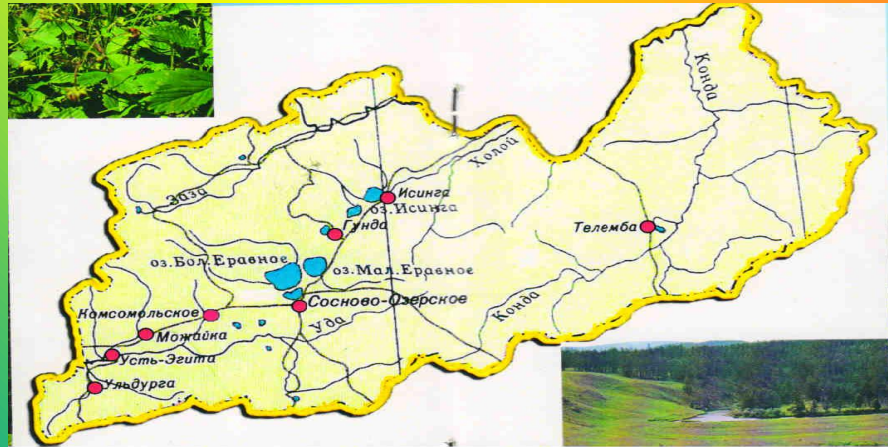 Конда
Холой
Исинга
Заза
оз.Исинга
Гунда
Телемба
оз.Бол.Еравное
оз.Мал.Еравное
Сосново-Озерское
Конда
Комсомольское
Уда
Можайка
Усть-Эгита
Ульдурга